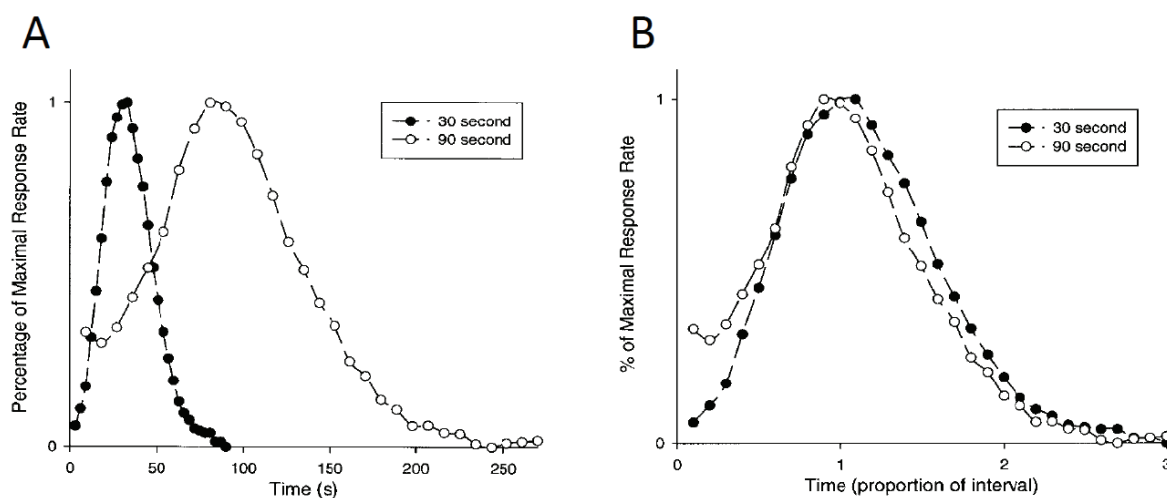 A
Percentage of Maximal Response Rate
1
0
30 second
90 second
0 50 100 150 200 250
Time (s)
B
% of Maximal Response Rate
1
0
30 second
90 second
0 1 2 3
Time (proportion of interval)